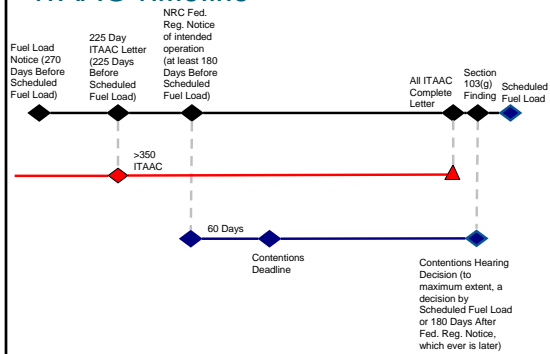 ITAAC Timeline
Fuel Load
Notice (270
Days Before
Scheduled
Fuel Load)
225 Day
ITAAC Letter
(225 Days
Before
Scheduled
Fuel Load)
NRC Fed.
Reg. Notice
of intended
operation
(at least 180
Days Before
Scheduled
Fuel Load)
All ITAAC
Complete
Letter
Section
103(g)
Finding
Scheduled
Fuel Load
>350
ITAAC
60 Days
Contentions
Deadline
Contentions Hearing
Decision (to
maximum extent, a
decision by
Scheduled Fuel Load
or 180 Days After
Fed. Reg. Notice,
which ever is later)